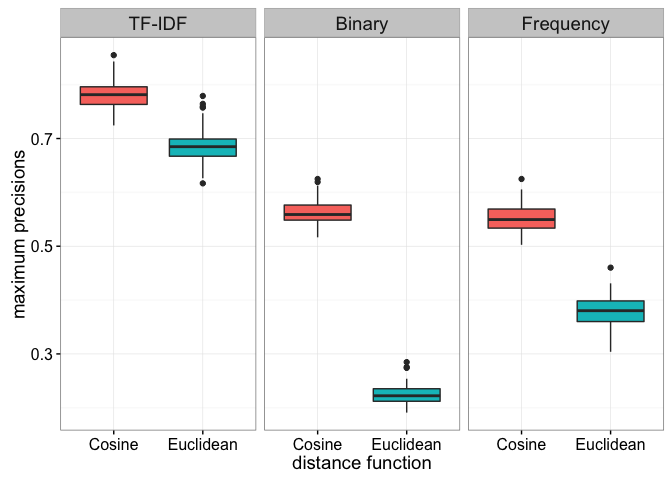 TF-IDF Binary Frequency
maximum precisions
0.7
0.5
0.3
Cosine Euclidean Cosine Euclidean Cosine Euclidean
distance function